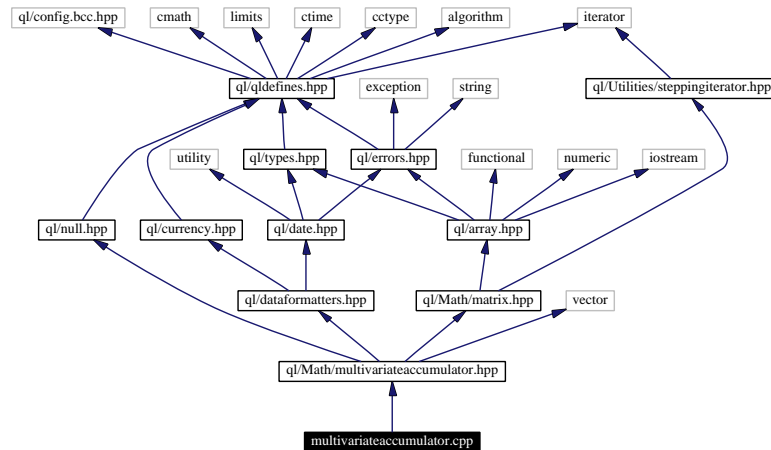 ql/config.bcc.hpp
cmath
limits
ctime
cctype
algorithm
iterator
ql/qldefines.hpp
exception
string
ql/Utilities/steppingiterator.hpp
utility
ql/types.hpp
ql/errors.hpp
functional
numeric
iostream
ql/null.hpp
ql/currency.hpp
ql/date.hpp
ql/array.hpp
ql/dataformatters.hpp
ql/Math/matrix.hpp
vector
ql/Math/multivariateaccumulator.hpp
multivariateaccumulator.cpp